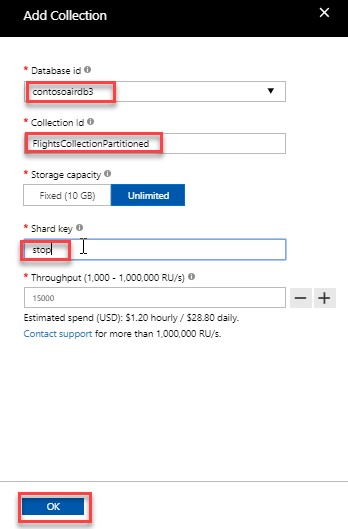 Add Collection
* Database id
contosoairdb3
* Collection Id
FlightsCollectionPartitioned
* Storage capacity
Fixed (10 GB) Unlimited
* Shard key
stop
* Throughput (1,000 - 1,000,000 RU/s)
15000
Estimated spend (USD): $1.20 hourly / $28.80 daily.
Contact support for more than 1,000,000 RU/s.
OK